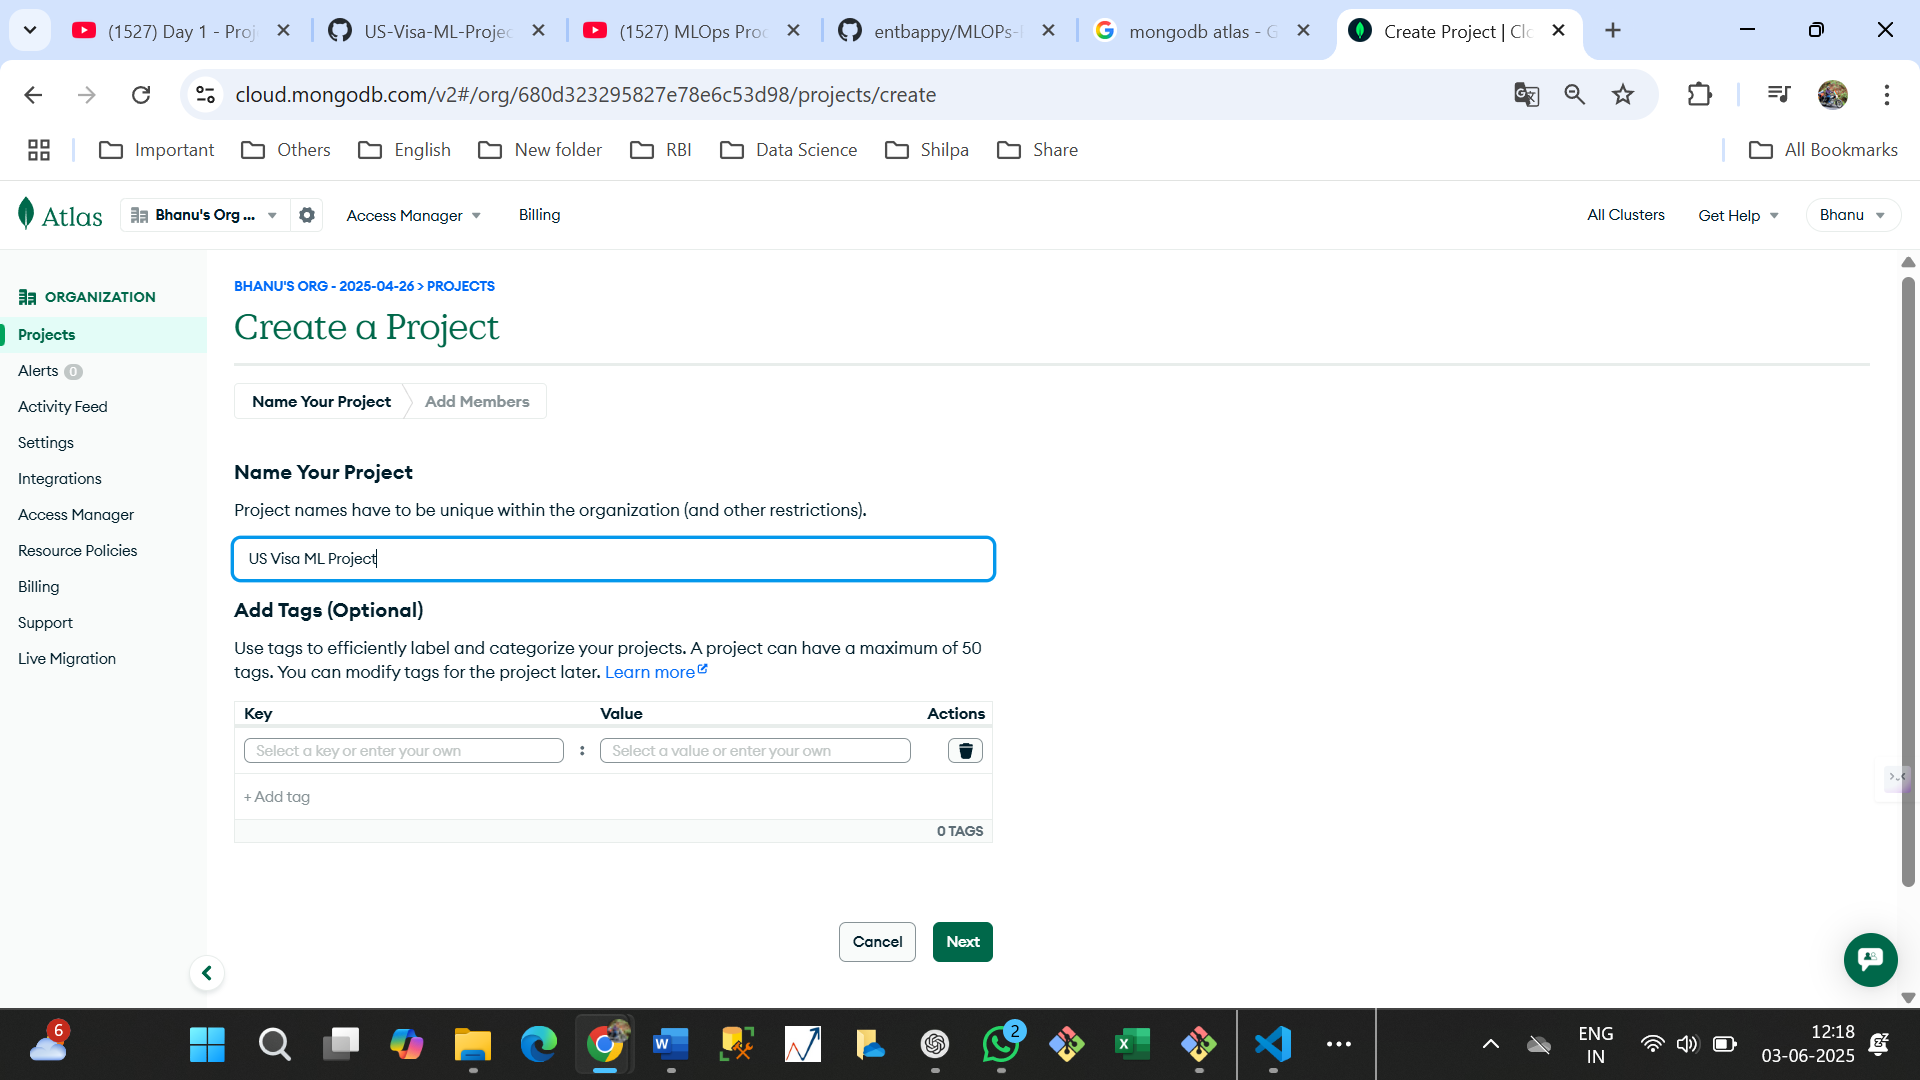 (1527) Day 1 - Proj
US-Visa-ML-Projec
(1527) MLOps Proc
entbappy/MLOPs-
mongodb atlas - G
Create Project | Clo
cloud.mongodb.com/v2#/org/680d323295827e78e6c53d98/projects/create
Important
Others
English
New folder
RBI
Data Science
Shilpa
Share
All Bookmarks
Atlas
Bhanu's Org ...
Access Manager
Billing
All Clusters
Get Help
Bhanu
ORGANIZATION
Projects
Alerts 0
Activity Feed
Settings
Integrations
Access Manager
Resource Policies
Billing
Support
Live Migration
BHANU'S ORG - 2025-04-26 > PROJECTS
Create a Project
Name Your Project
Add Members
Name Your Project
Project names have to be unique within the organization (and other restrictions).
US Visa ML Project
Add Tags (Optional)
Use tags to efficiently label and categorize your projects. A project can have a maximum of 50
tags. You can modify tags for the project later. Learn more
Key Value Actions
Select a key or enter your own : Select a value or enter your own
+ Add tag
0 TAGS
Cancel
Next
6
2
ENG
IN
12:18
03-06-2025